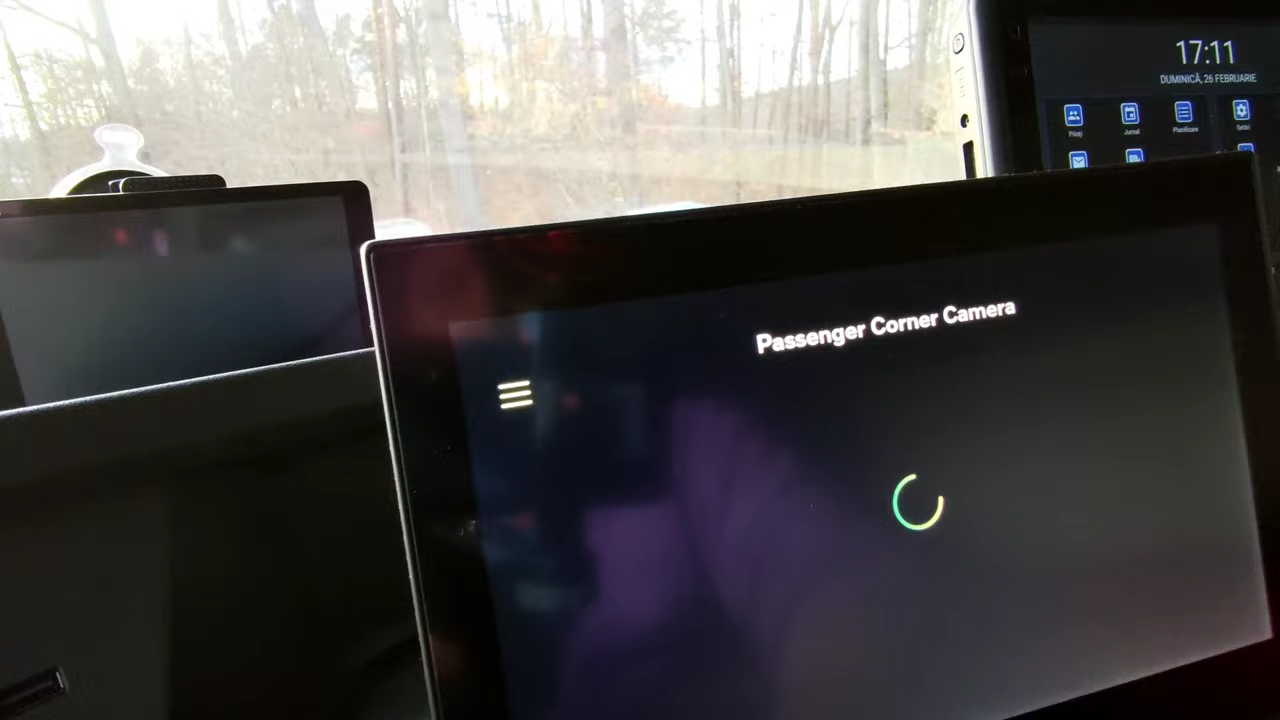 17:11
DUMINICĂ, 26 FEBRUARIE
Piloți
Jurnal
Planificare
Setări
Passenger Corner Camera